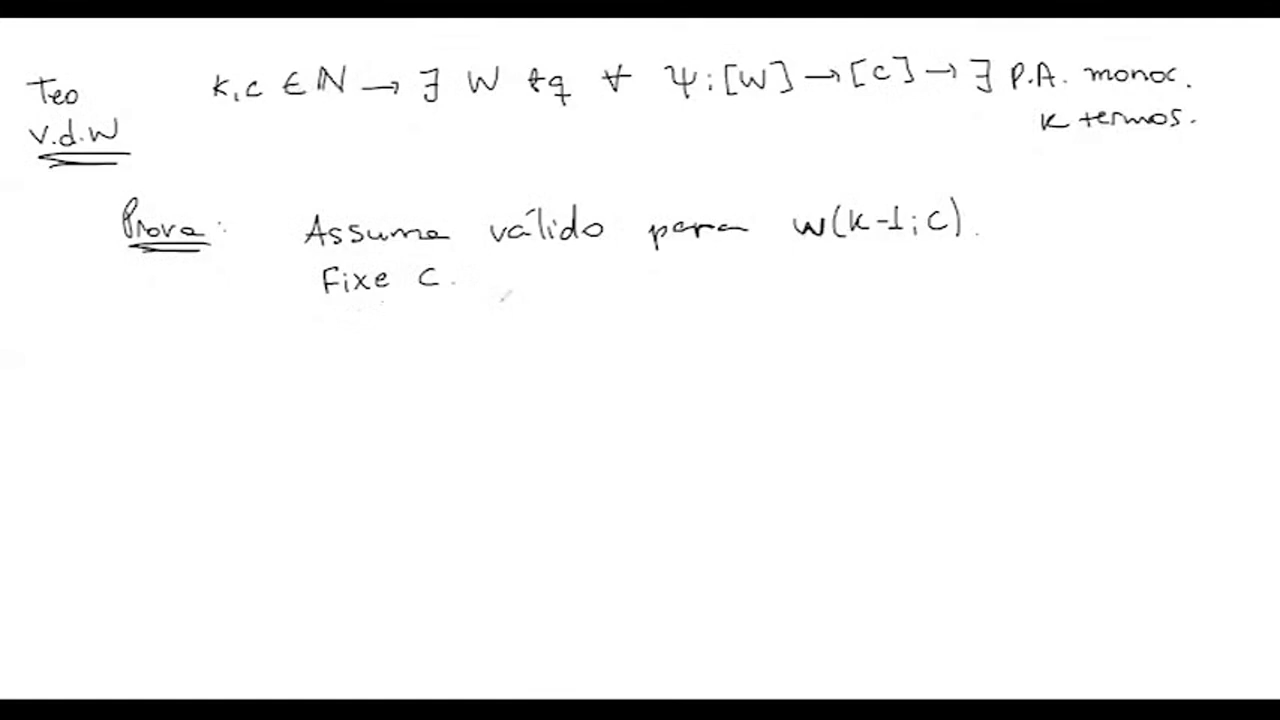 Teo k,c ∈ ℕ → ∃ W tq ∀ ψ:[W]→[c] → ∃ P.A. monoc.
V.d.W k termos.
Prova: Assuma válido para W(k-1;c).
Fixe c.